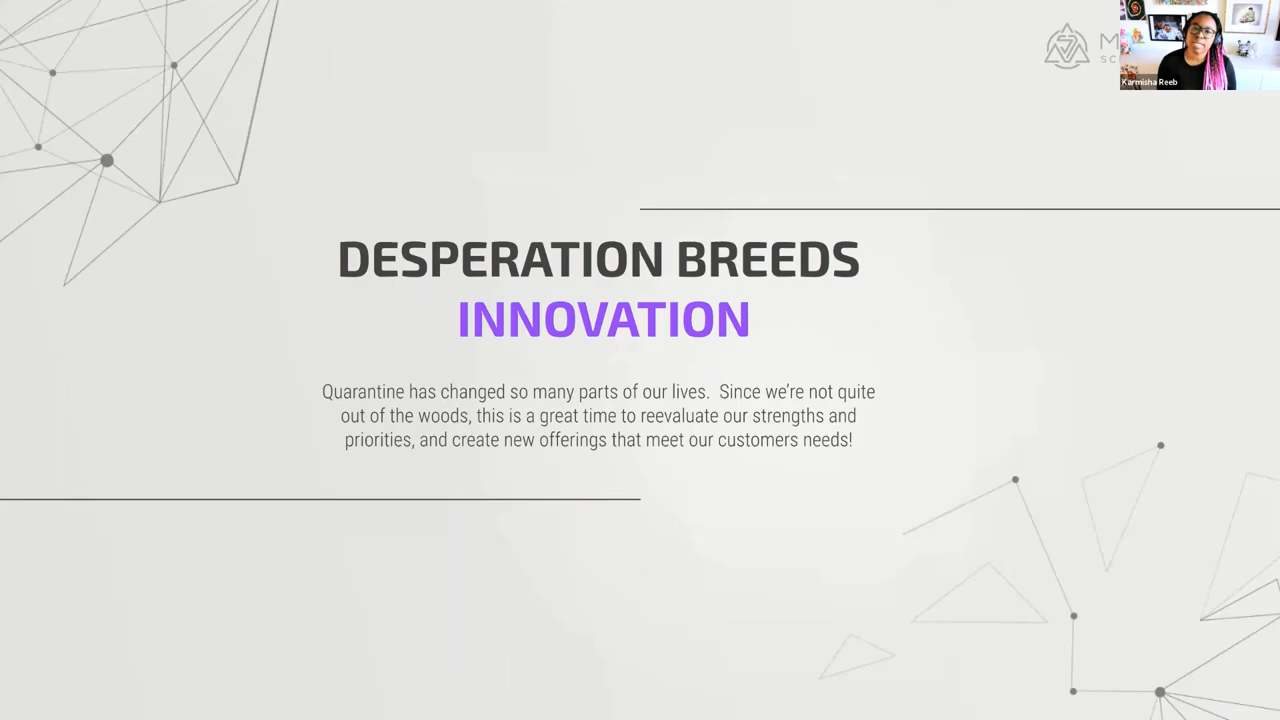 Karmisha Reeb
DESPERATION BREEDS
INNOVATION
Quarantine has changed so many parts of our lives.  Since we’re not quite
out of the woods, this is a great time to reevaluate our strengths and
priorities, and create new offerings that meet our customers needs!